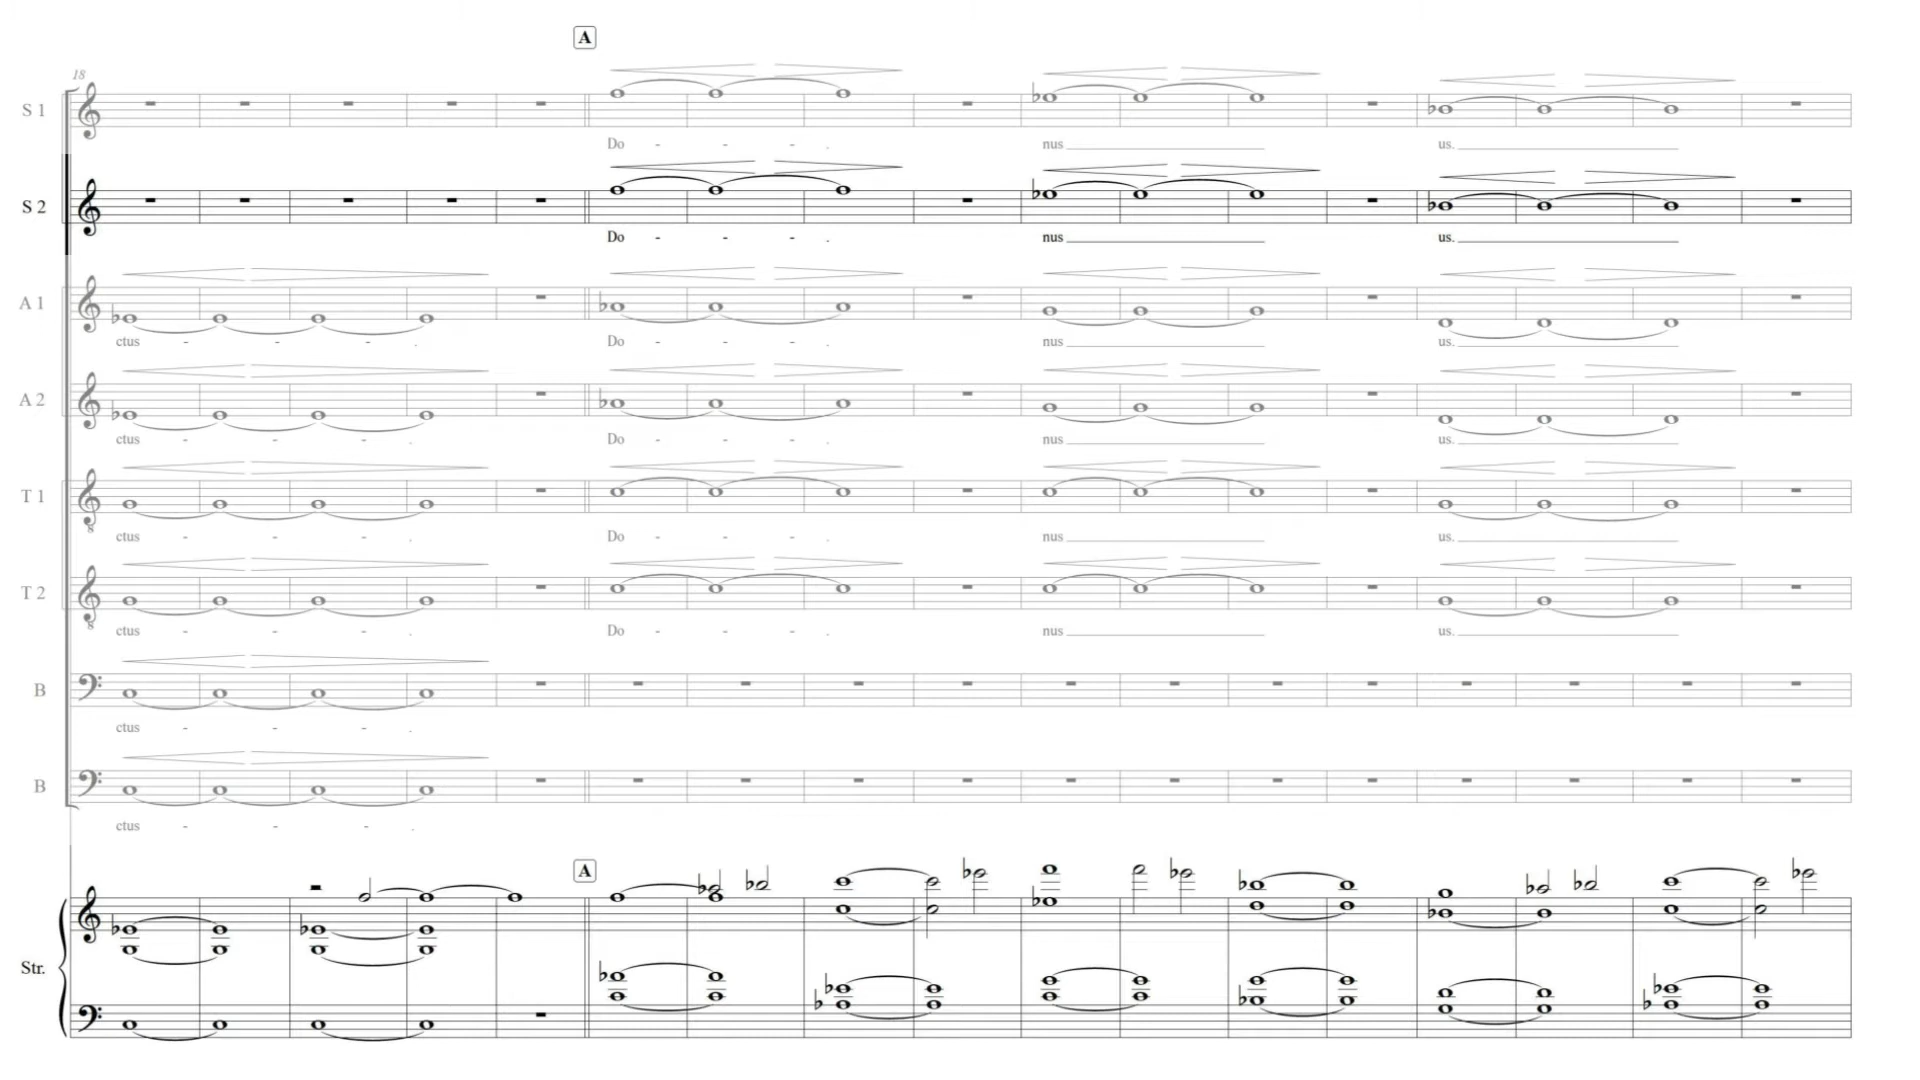 A
18
S 1
Do - - - . nus us.
S 2
Do - - - . nus us.
A 1
ctus - - - . Do - - - . nus us.
A 2
ctus - - - . Do - - - . nus us.
T 1
ctus - - - . Do - - - . nus us.
T 2
ctus - - - . Do - - - . nus us.
B
ctus - - - .
B
ctus - - - .
A
Str.